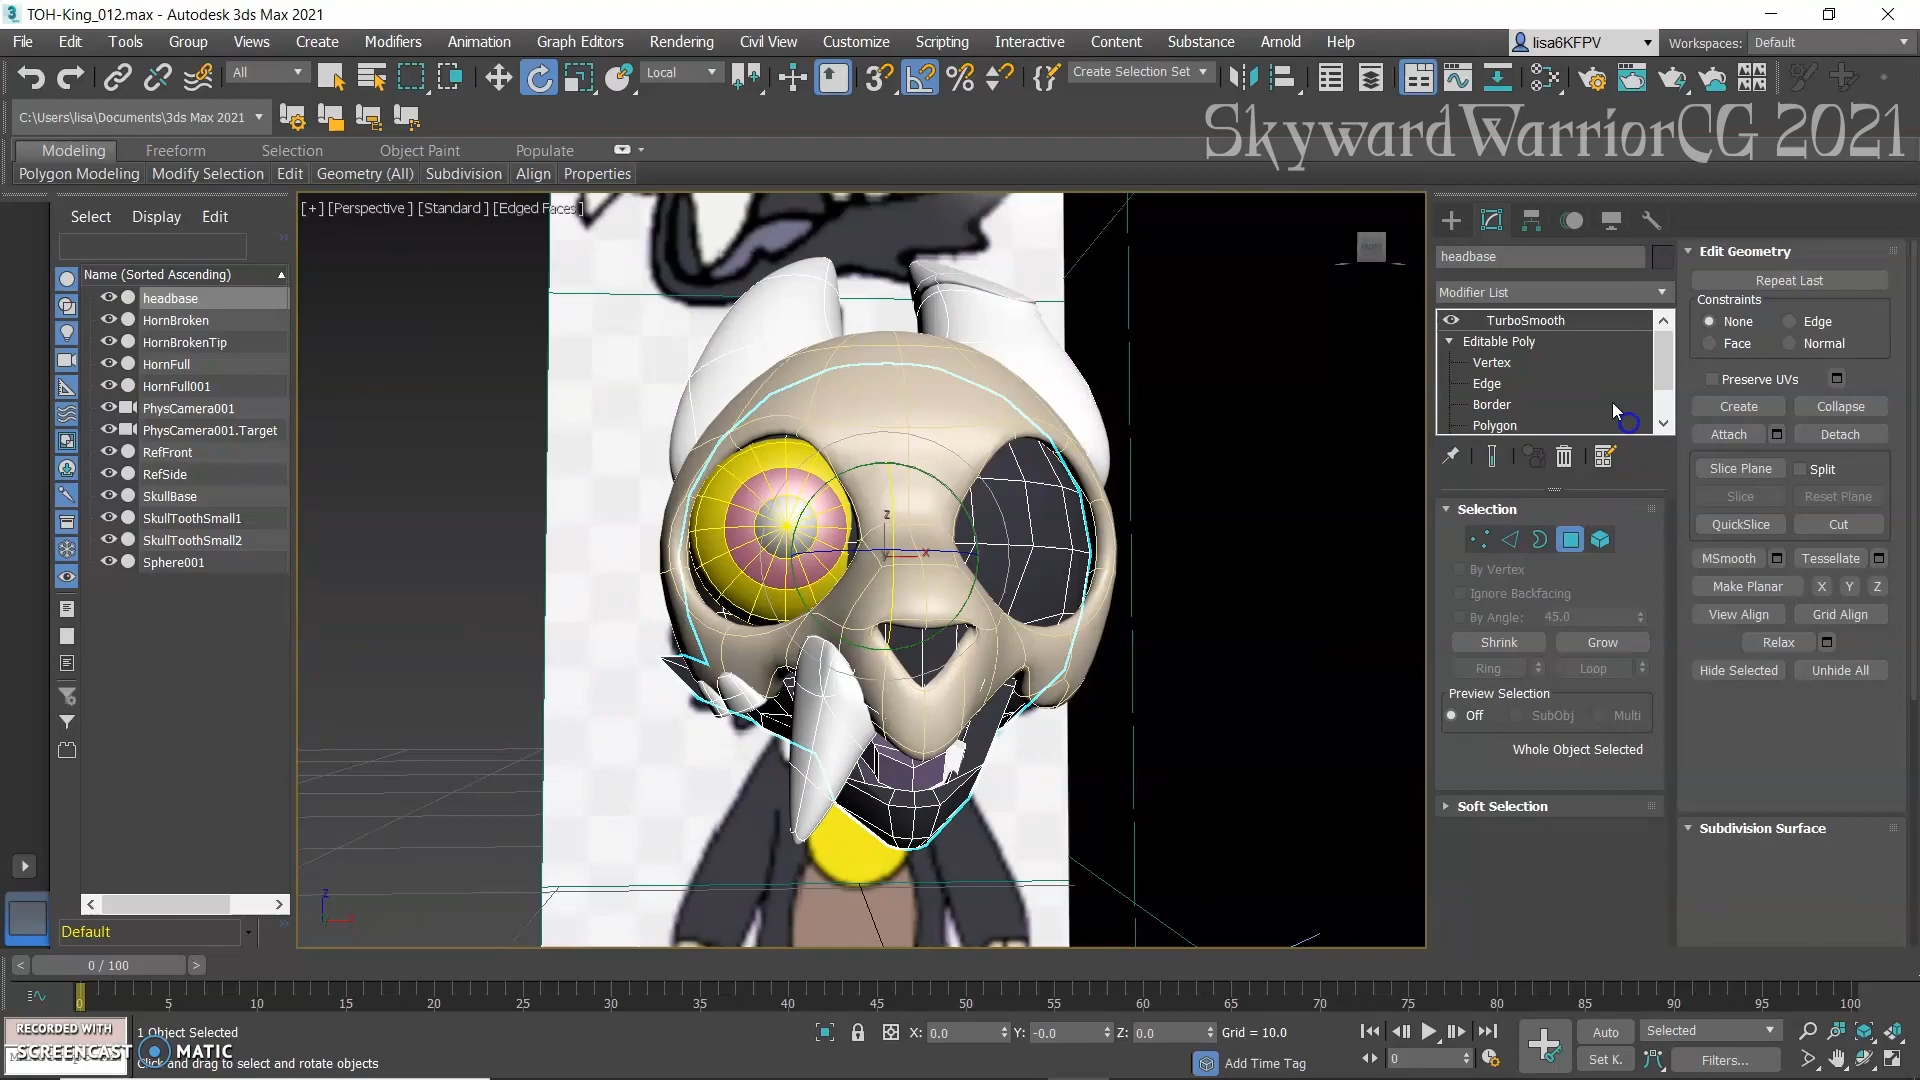 TOH-King_012.max - Autodesk 3ds Max 2021
File Edit Tools Group Views Create Modifiers Animation Graph Editors Rendering Civil View Customize Scripting Interactive Content Substance Arnold Help lisa6KFPV Workspaces: Default
All Local Create Selection Set
C:\Users\lisa\Documents\3ds Max 2021
SkywardWarriorCG 2021
Modeling Freeform Selection Object Paint Populate
Polygon Modeling Modify Selection Edit Geometry (All) Subdivision Align Properties
Select Display Edit
[+] [Perspective ] [Standard ] [Edged Faces ]
FRONT
Name (Sorted Ascending)
headbase
HornBroken
HornBrokenTip
HornFull
HornFull001
PhysCamera001
PhysCamera001.Target
RefFront
RefSide
SkullBase
SkullToothSmall1
SkullToothSmall2
Sphere001
Default
z
x
z
headbase
Modifier List
TurboSmooth
Editable Poly
Vertex
Edge
Border
Polygon
Selection
By Vertex
Ignore Backfacing
By Angle: 45.0
Shrink Grow
Ring Loop
Preview Selection
Off SubObj Multi
Whole Object Selected
Soft Selection
Edit Geometry
Repeat Last
Constraints
None Edge
Face Normal
Preserve UVs
Create Collapse
Attach Detach
Slice Plane Split
Slice Reset Plane
QuickSlice Cut
MSmooth Tessellate
Make Planar X Y Z
View Align Grid Align
Relax
Hide Selected Unhide All
Subdivision Surface
< 0 / 100 >
0 5 10 15 20 25 30 35 40 45 50 55 60 65 70 75 80 85 90 95 100
RECORDED WITH
SCREENCAST MATIC
1 Object Selected
Click and drag to select and rotate objects
X: 0.0 Y: -0.0 Z: 0.0 Grid = 10.0
Add Time Tag
0
Auto Selected
Set K. Filters...